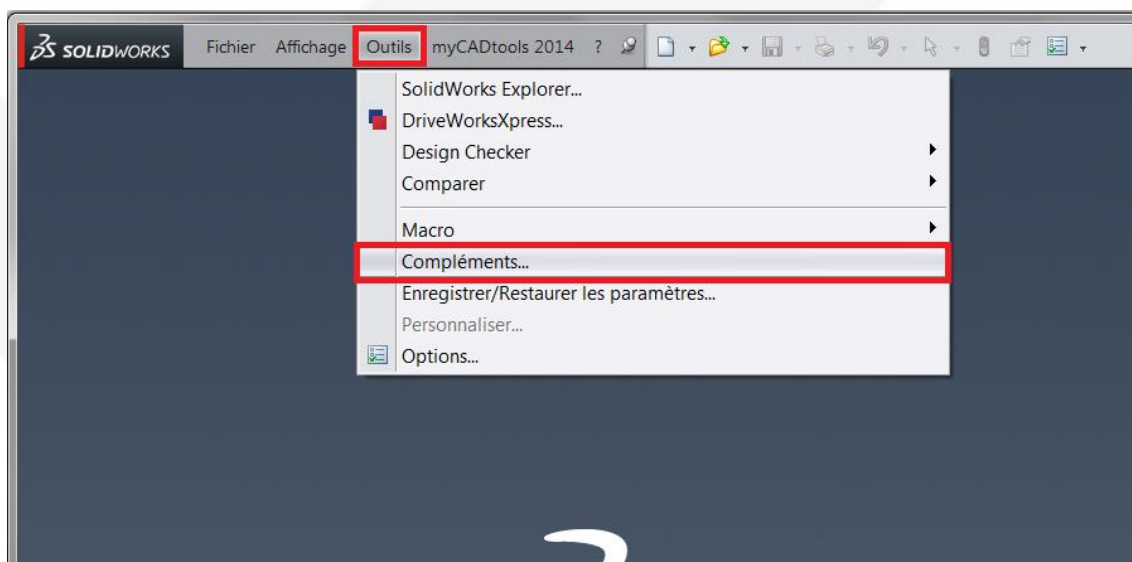 SOLIDWORKS Fichier Affichage Outils myCADtools 2014 ?
SolidWorks Explorer...
DriveWorksXpress...
Design Checker
Comparer
Macro
Compléments...
Enregistrer/Restaurer les paramètres...
Personnaliser...
Options...